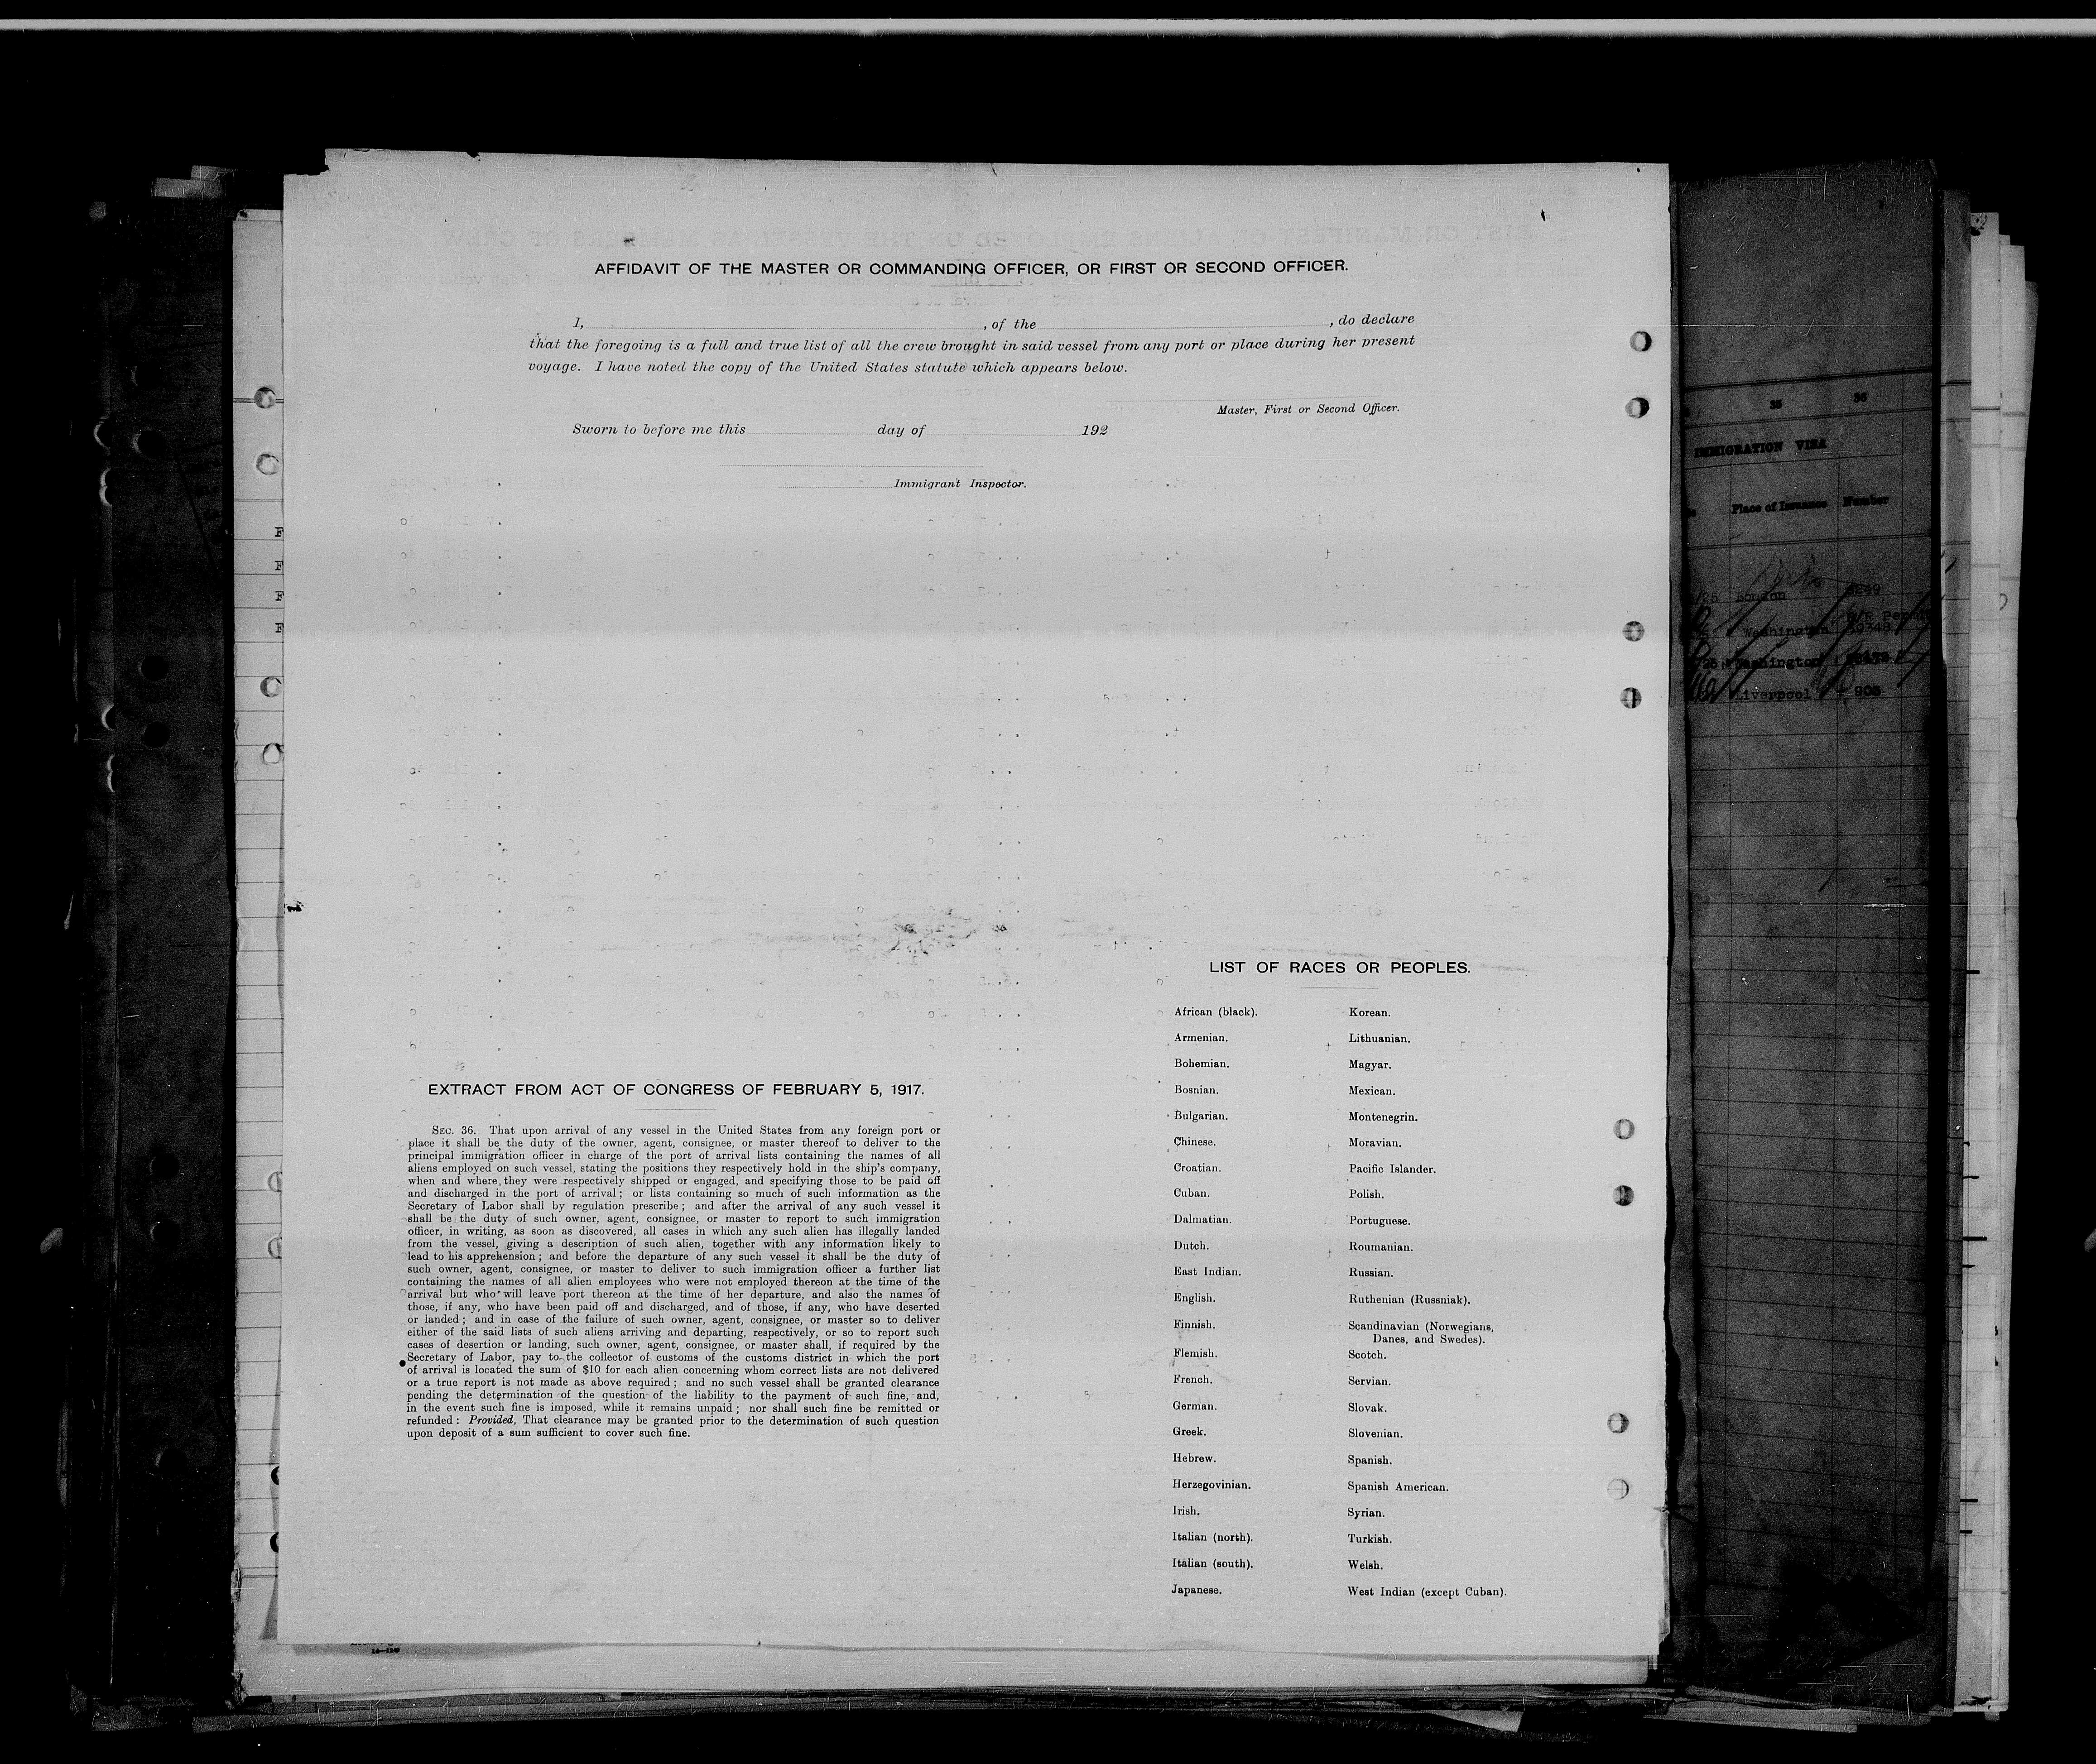 AFFIDAVIT OF THE MASTER OR COMMANDING OFFICER, OR FIRST OR SECOND OFFICER.
I, , of the , do declare
that the foregoing is a full and true list of all the crew brought in said vessel from any port or place during her present
voyage. I have noted the copy of the United States statute which appears below.
Master, First or Second Officer.
Sworn to before me this day of 192
Immigrant Inspector.
EXTRACT FROM ACT OF CONGRESS OF FEBRUARY 5, 1917.
SEC. 36. That upon arrival of any vessel in the United States from any foreign port or
place it shall be the duty of the owner, agent, consignee, or master thereof to deliver to the
principal immigration officer in charge of the port of arrival lists containing the names of all
aliens employed on such vessel, stating the positions they respectively hold in the ship's company,
when and where they were respectively shipped or engaged, and specifying those to be paid off
and discharged in the port of arrival; or lists containing so much of such information as the
Secretary of Labor shall by regulation prescribe; and after the arrival of any such vessel it
shall be the duty of such owner, agent, consignee, or master to report to such immigration
officer, in writing, as soon as discovered, all cases in which any such alien has illegally landed
from the vessel, giving a description of such alien, together with any information likely to
lead to his apprehension; and before the departure of any such vessel it shall be the duty of
such owner, agent, consignee, or master to deliver to such immigration officer a further list
containing the names of all alien employees who were not employed thereon at the time of the
arrival but who will leave port thereon at the time of her departure, and also the names of
those, if any, who have been paid off and discharged, and of those, if any, who have deserted
or landed; and in case of the failure of such owner, agent, consignee, or master so to deliver
either of the said lists of such aliens arriving and departing, respectively, or so to report such
cases of desertion or landing, such owner, agent, consignee, or master shall, if required by the
Secretary of Labor, pay to the collector of customs of the customs district in which the port
of arrival is located the sum of $10 for each alien concerning whom correct lists are not delivered
or a true report is not made as above required; and no such vessel shall be granted clearance
pending the determination of the question of the liability to the payment of such fine, and,
in the event such fine is imposed, while it remains unpaid; nor shall such fine be remitted or
refunded: Provided, That clearance may be granted prior to the determination of such question
upon deposit of a sum sufficient to cover such fine.
LIST OF RACES OR PEOPLES.
African (black).
Armenian.
Bohemian.
Bosnian.
Bulgarian.
Chinese.
Croatian.
Cuban.
Dalmatian.
Dutch.
East Indian.
English.
Finnish.
Flemish.
French.
German.
Greek.
Hebrew.
Herzegovinian.
Irish.
Italian (north).
Italian (south).
Japanese.
Korean.
Lithuanian.
Magyar.
Mexican.
Montenegrin.
Moravian.
Pacific Islander.
Polish.
Portuguese.
Roumanian.
Russian.
Ruthenian (Russniak).
Scandinavian (Norwegians,
Danes, and Swedes).
Scotch.
Servian.
Slovak.
Slovenian.
Spanish.
Spanish American.
Syrian.
Turkish.
Welsh.
West Indian (except Cuban).
35 36
IMMIGRATION VISA
Place of Issuance Number
/25 London
Washington 39348
Washington
Liverpool 903
F
F
F
F